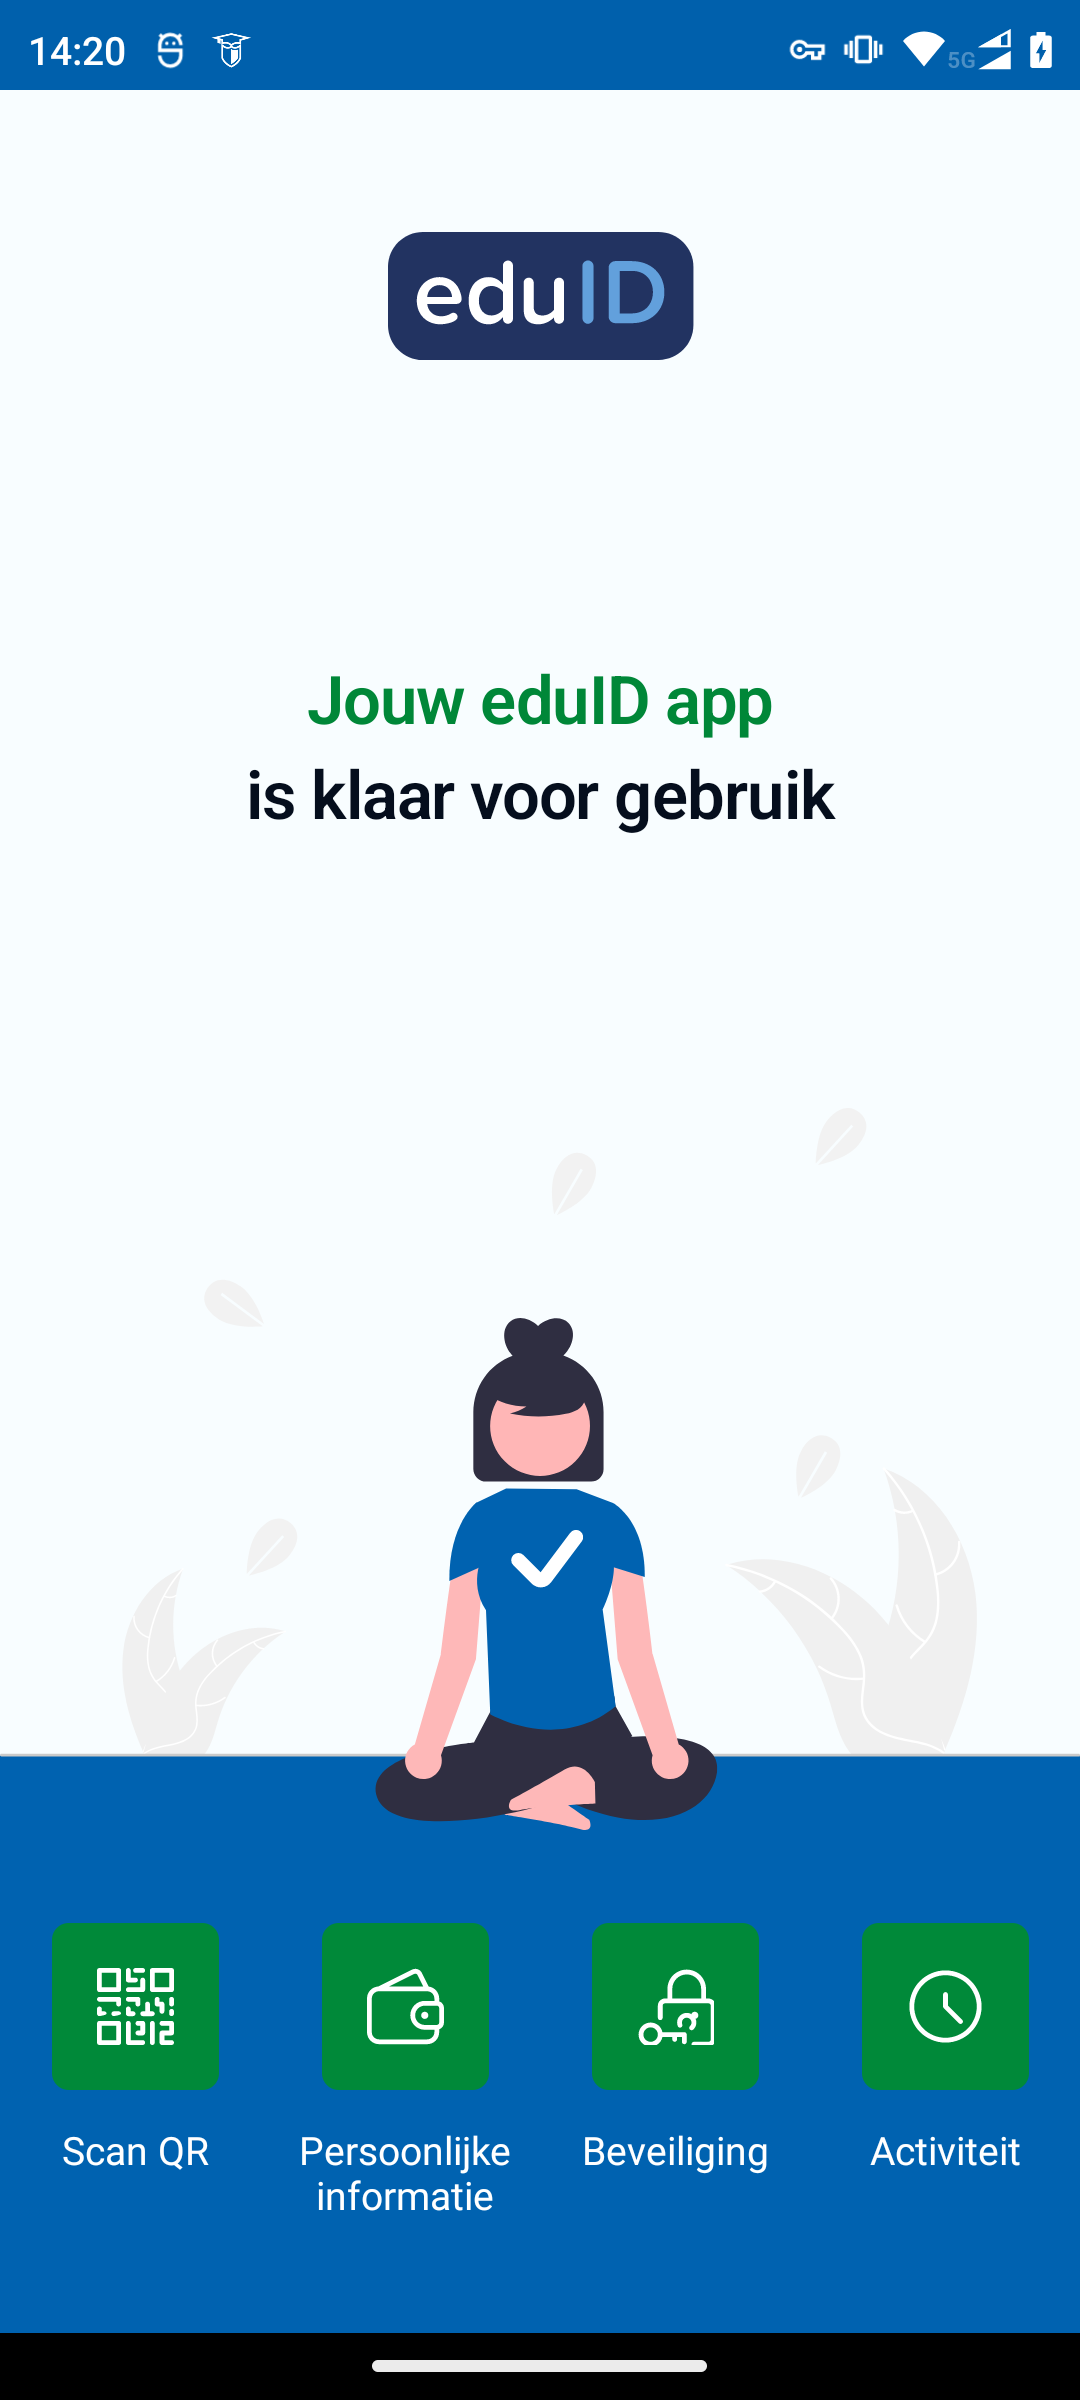 14:20
5G
eduID
Jouw eduID app
is klaar voor gebruik
Scan QR
Persoonlijke
informatie
Beveiliging
Activiteit